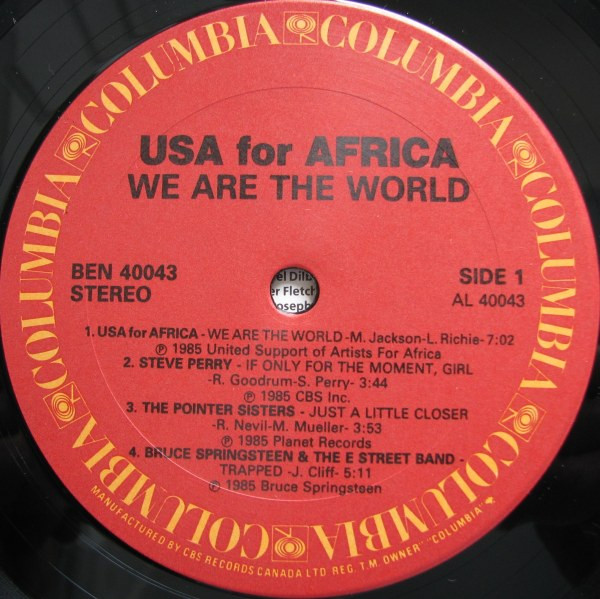 COLUMBIA COLUMBIA COLUMBIA COLUMBIA COLUMBIA COLUMBIA
USA for AFRICA
WE ARE THE WORLD
BEN 40043
STEREO
SIDE 1
AL 40043
er Fletch
1. USA for AFRICA - WE ARE THE WORLD -M. Jackson-L. Richie- 7:02
℗ 1985 United Support of Artists For Africa
2. STEVE PERRY - IF ONLY FOR THE MOMENT, GIRL
-R. Goodrum-S. Perry- 3:44
℗ 1985 CBS Inc.
3. THE POINTER SISTERS - JUST A LITTLE CLOSER
-R. Nevil-M. Mueller- 3:53
℗ 1985 Planet Records
4. BRUCE SPRINGSTEEN & THE E STREET BAND -
TRAPPED -J. Cliff- 5:11
℗ 1985 Bruce Springsteen
MANUFACTURED BY CBS RECORDS CANADA LTD REG. T.M. OWNER "COLUMBIA"